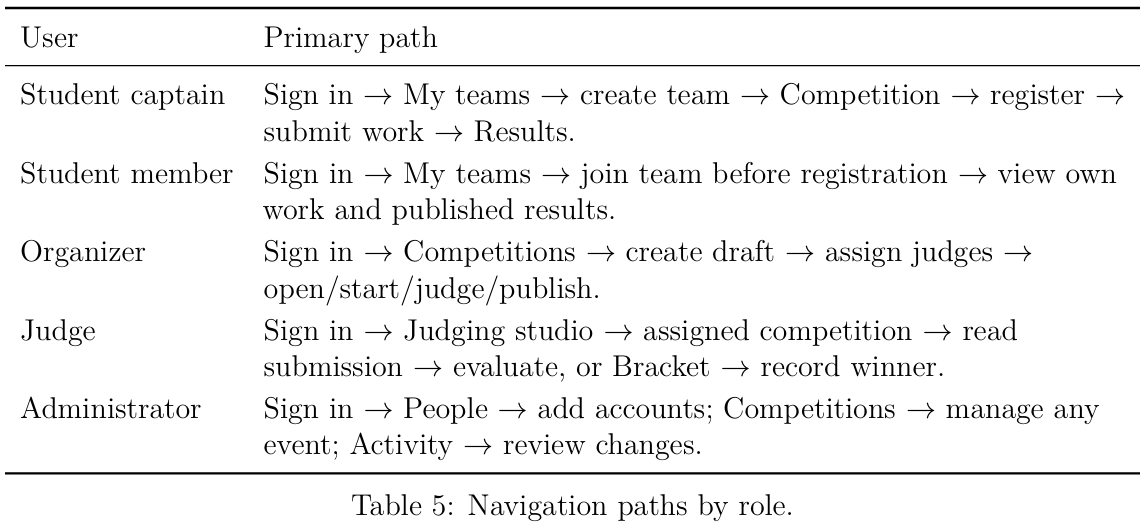 User Primary path
Student captain Sign in → My teams → create team → Competition → register →
submit work → Results.
Student member Sign in → My teams → join team before registration → view own
work and published results.
Organizer Sign in → Competitions → create draft → assign judges →
open/start/judge/publish.
Judge Sign in → Judging studio → assigned competition → read
submission → evaluate, or Bracket → record winner.
Administrator Sign in → People → add accounts; Competitions → manage any
event; Activity → review changes.
Table 5: Navigation paths by role.